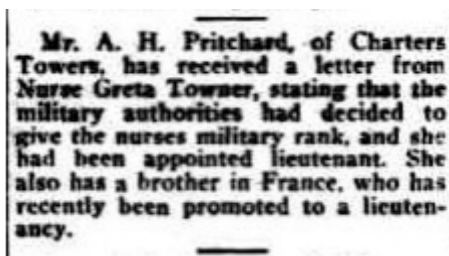 Mr. A. H. Pritchard, of Charters
Towers, has received a letter from
Nurse Greta Towner, stating that the
military authorities had decided to
give the nurses military rank, and she
had been appointed lieutenant. She
also has a brother in France, who has
recently been promoted to a lieuten-
ancy.